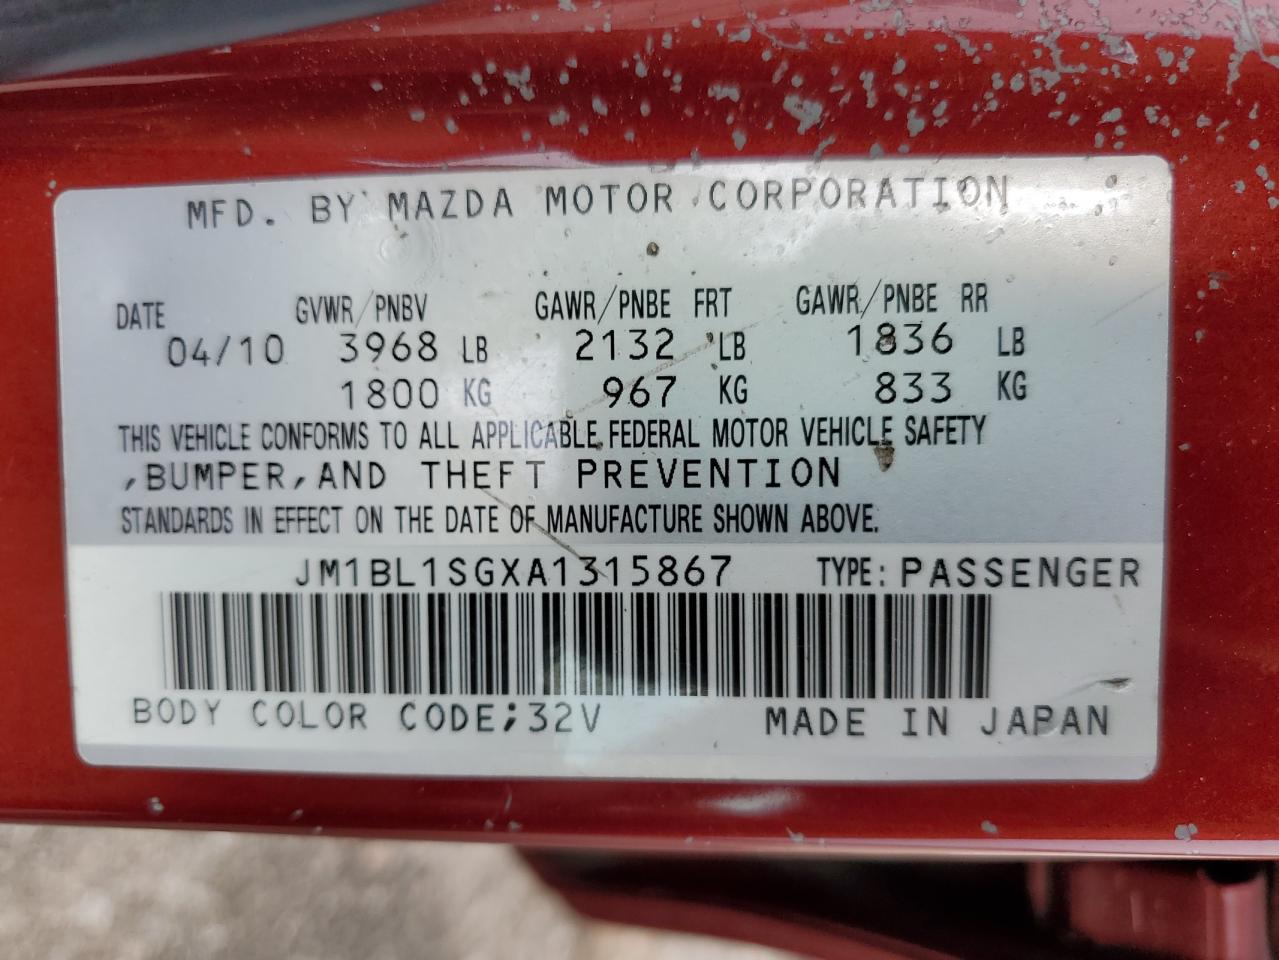 MFD. BY MAZDA MOTOR CORPORATION
DATE GVWR/PNBV GAWR/PNBE FRT GAWR/PNBE RR
04/10 3968 LB 2132 LB 1836 LB
1800 KG 967 KG 833 KG
THIS VEHICLE CONFORMS TO ALL APPLICABLE FEDERAL MOTOR VEHICLE SAFETY
,BUMPER,AND THEFT PREVENTION
STANDARDS IN EFFECT ON THE DATE OF MANUFACTURE SHOWN ABOVE.
JM1BL1SGXA1315867 TYPE: PASSENGER
BODY COLOR CODE;32V MADE IN JAPAN